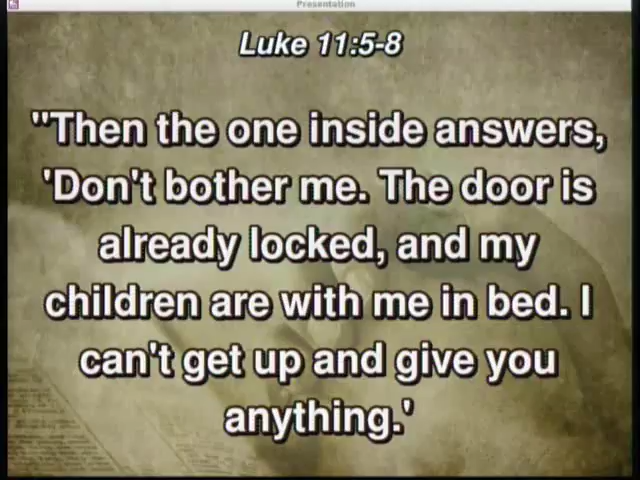 Presentation
Luke 11:5-8
"Then the one inside answers,
'Don't bother me. The door is
already locked, and my
children are with me in bed. I
can't get up and give you
anything.'